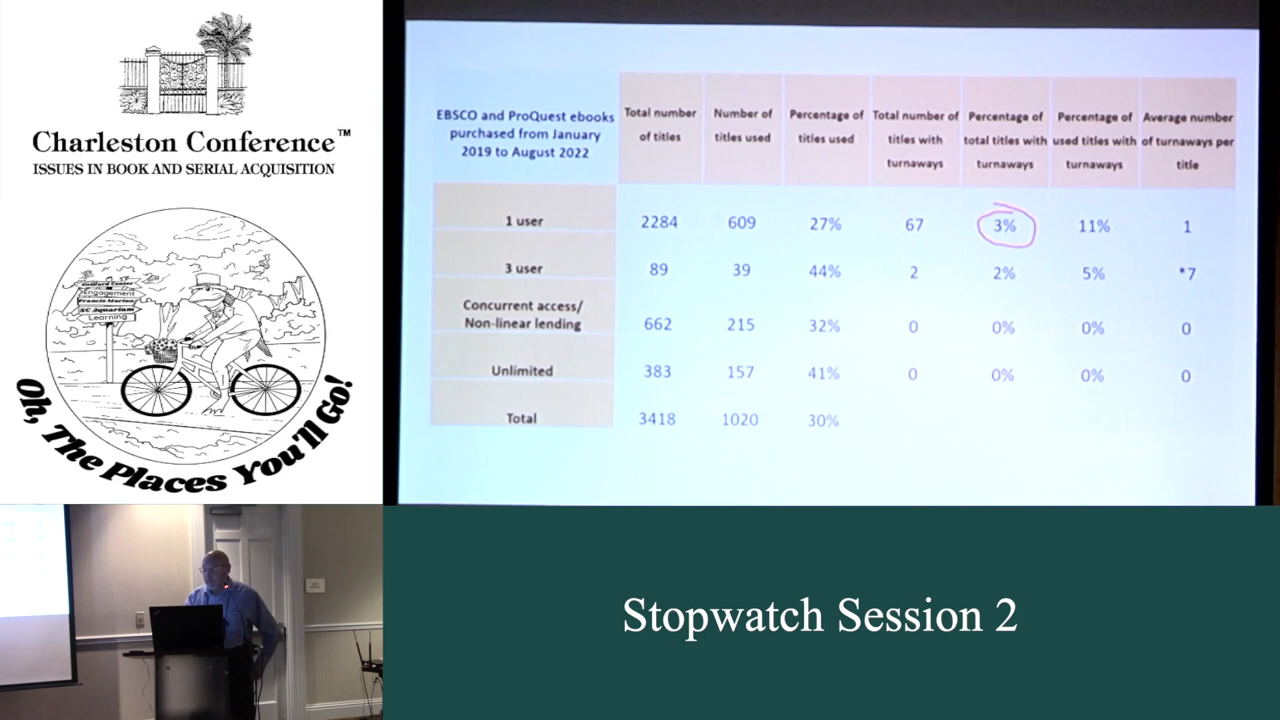 Charleston Conference™
ISSUES IN BOOK AND SERIAL ACQUISITION
Engagement
Francis Marion
SC Aquarium
Learning
Oh, The Places You'll Go!
EBSCO and ProQuest ebooks
purchased from January
2019 to August 2022
Total number
of titles
Number of
titles used
Percentage of
titles used
Total number of
titles with
turnaways
Percentage of
total titles with
turnaways
Percentage of
used titles with
turnaways
Average number
of turnaways per
title
1 user 2284 609 27% 67 3% 11% 1
3 user 89 39 44% 2 2% 5% *7
Concurrent access/
Non-linear lending 662 215 32% 0 0% 0% 0
Unlimited 383 157 41% 0 0% 0% 0
Total 3418 1020 30%
Stopwatch Session 2